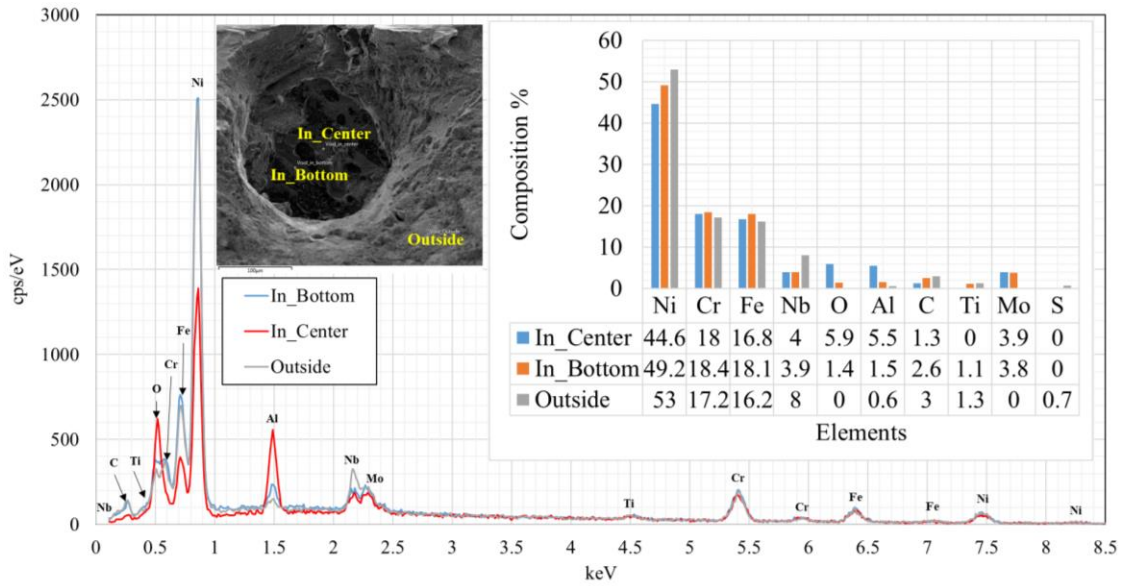 3000
2500
2000
1500
1000
500
0
cps/eV
0 0.5 1 1.5 2 2.5 3 3.5 4 4.5 5 5.5 6 6.5 7 7.5 8 8.5
keV
Nb
C
Ti
O
Cr
Fe
Ni
Al
Nb
Mo
Ti
Cr
Cr
Fe
Fe
Ni
Ni
In_Center
In_Bottom
Outside
100µm
In_Bottom
In_Center
Outside
60
50
40
30
20
10
0
Composition %
Ni Cr Fe Nb O Al C Ti Mo S
In_Center 44.6 18 16.8 4 5.9 5.5 1.3 0 3.9 0
In_Bottom 49.2 18.4 18.1 3.9 1.4 1.5 2.6 1.1 3.8 0
Outside 53 17.2 16.2 8 0 0.6 3 1.3 0 0.7
Elements